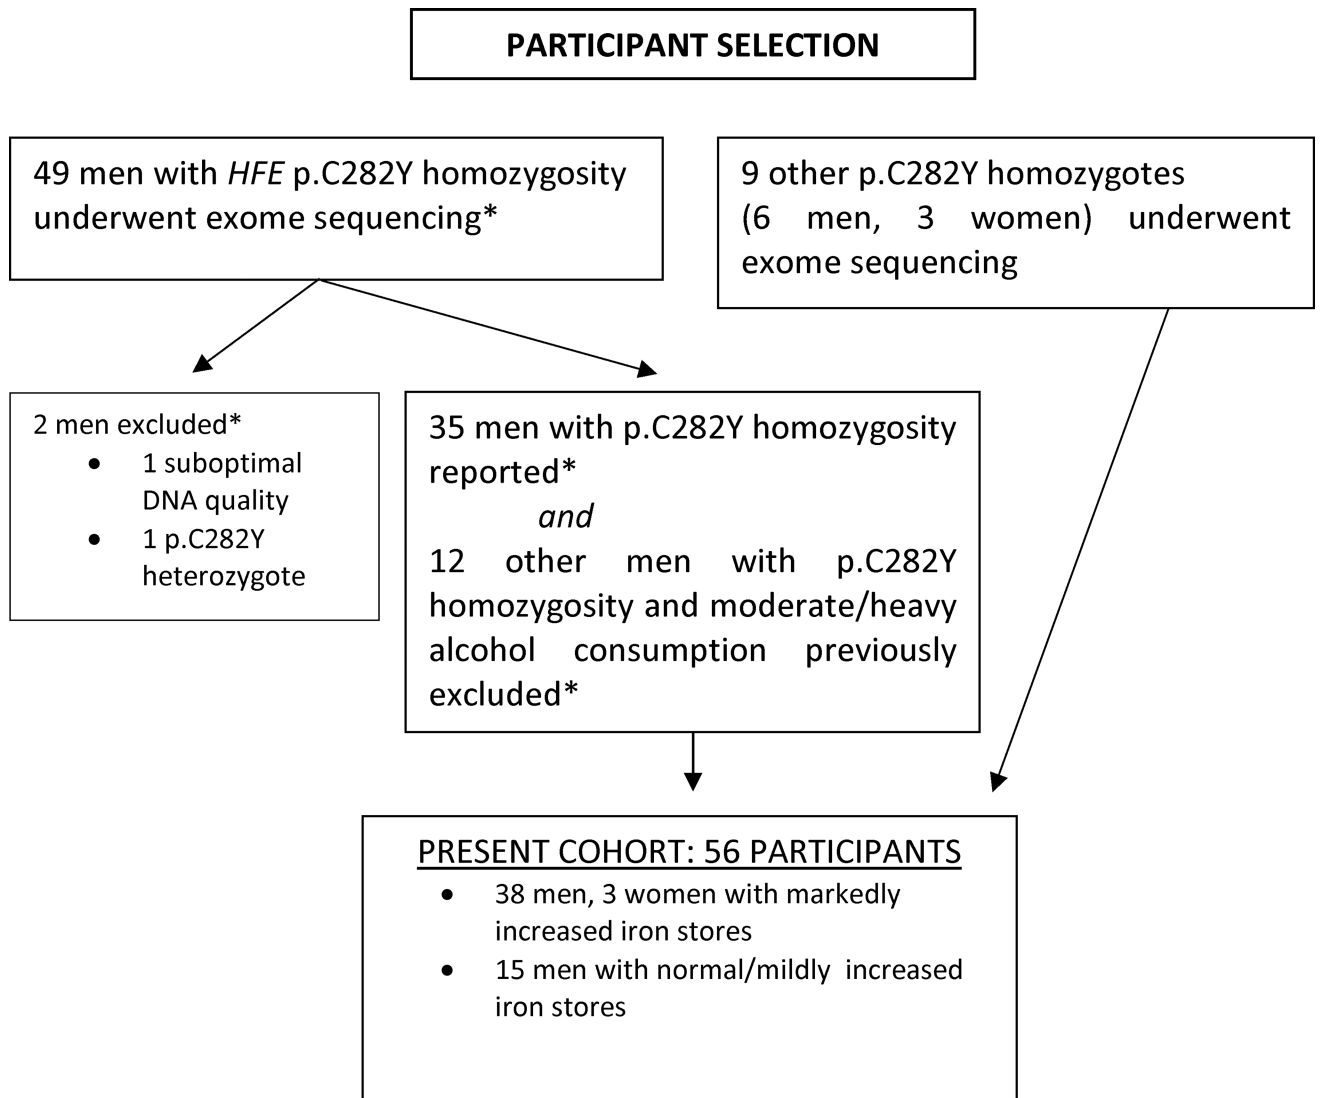 PARTICIPANT SELECTION
49 men with HFE p.C282Y homozygosity
underwent exome sequencing*
9 other p.C282Y homozygotes
(6 men, 3 women) underwent
exome sequencing
2 men excluded*
• 1 suboptimal
DNA quality
• 1 p.C282Y
heterozygote
35 men with p.C282Y homozygosity
reported*
and
12 other men with p.C282Y
homozygosity and moderate/heavy
alcohol consumption previously
excluded*
PRESENT COHORT: 56 PARTICIPANTS
• 38 men, 3 women with markedly
increased iron stores
• 15 men with normal/mildly increased
iron stores